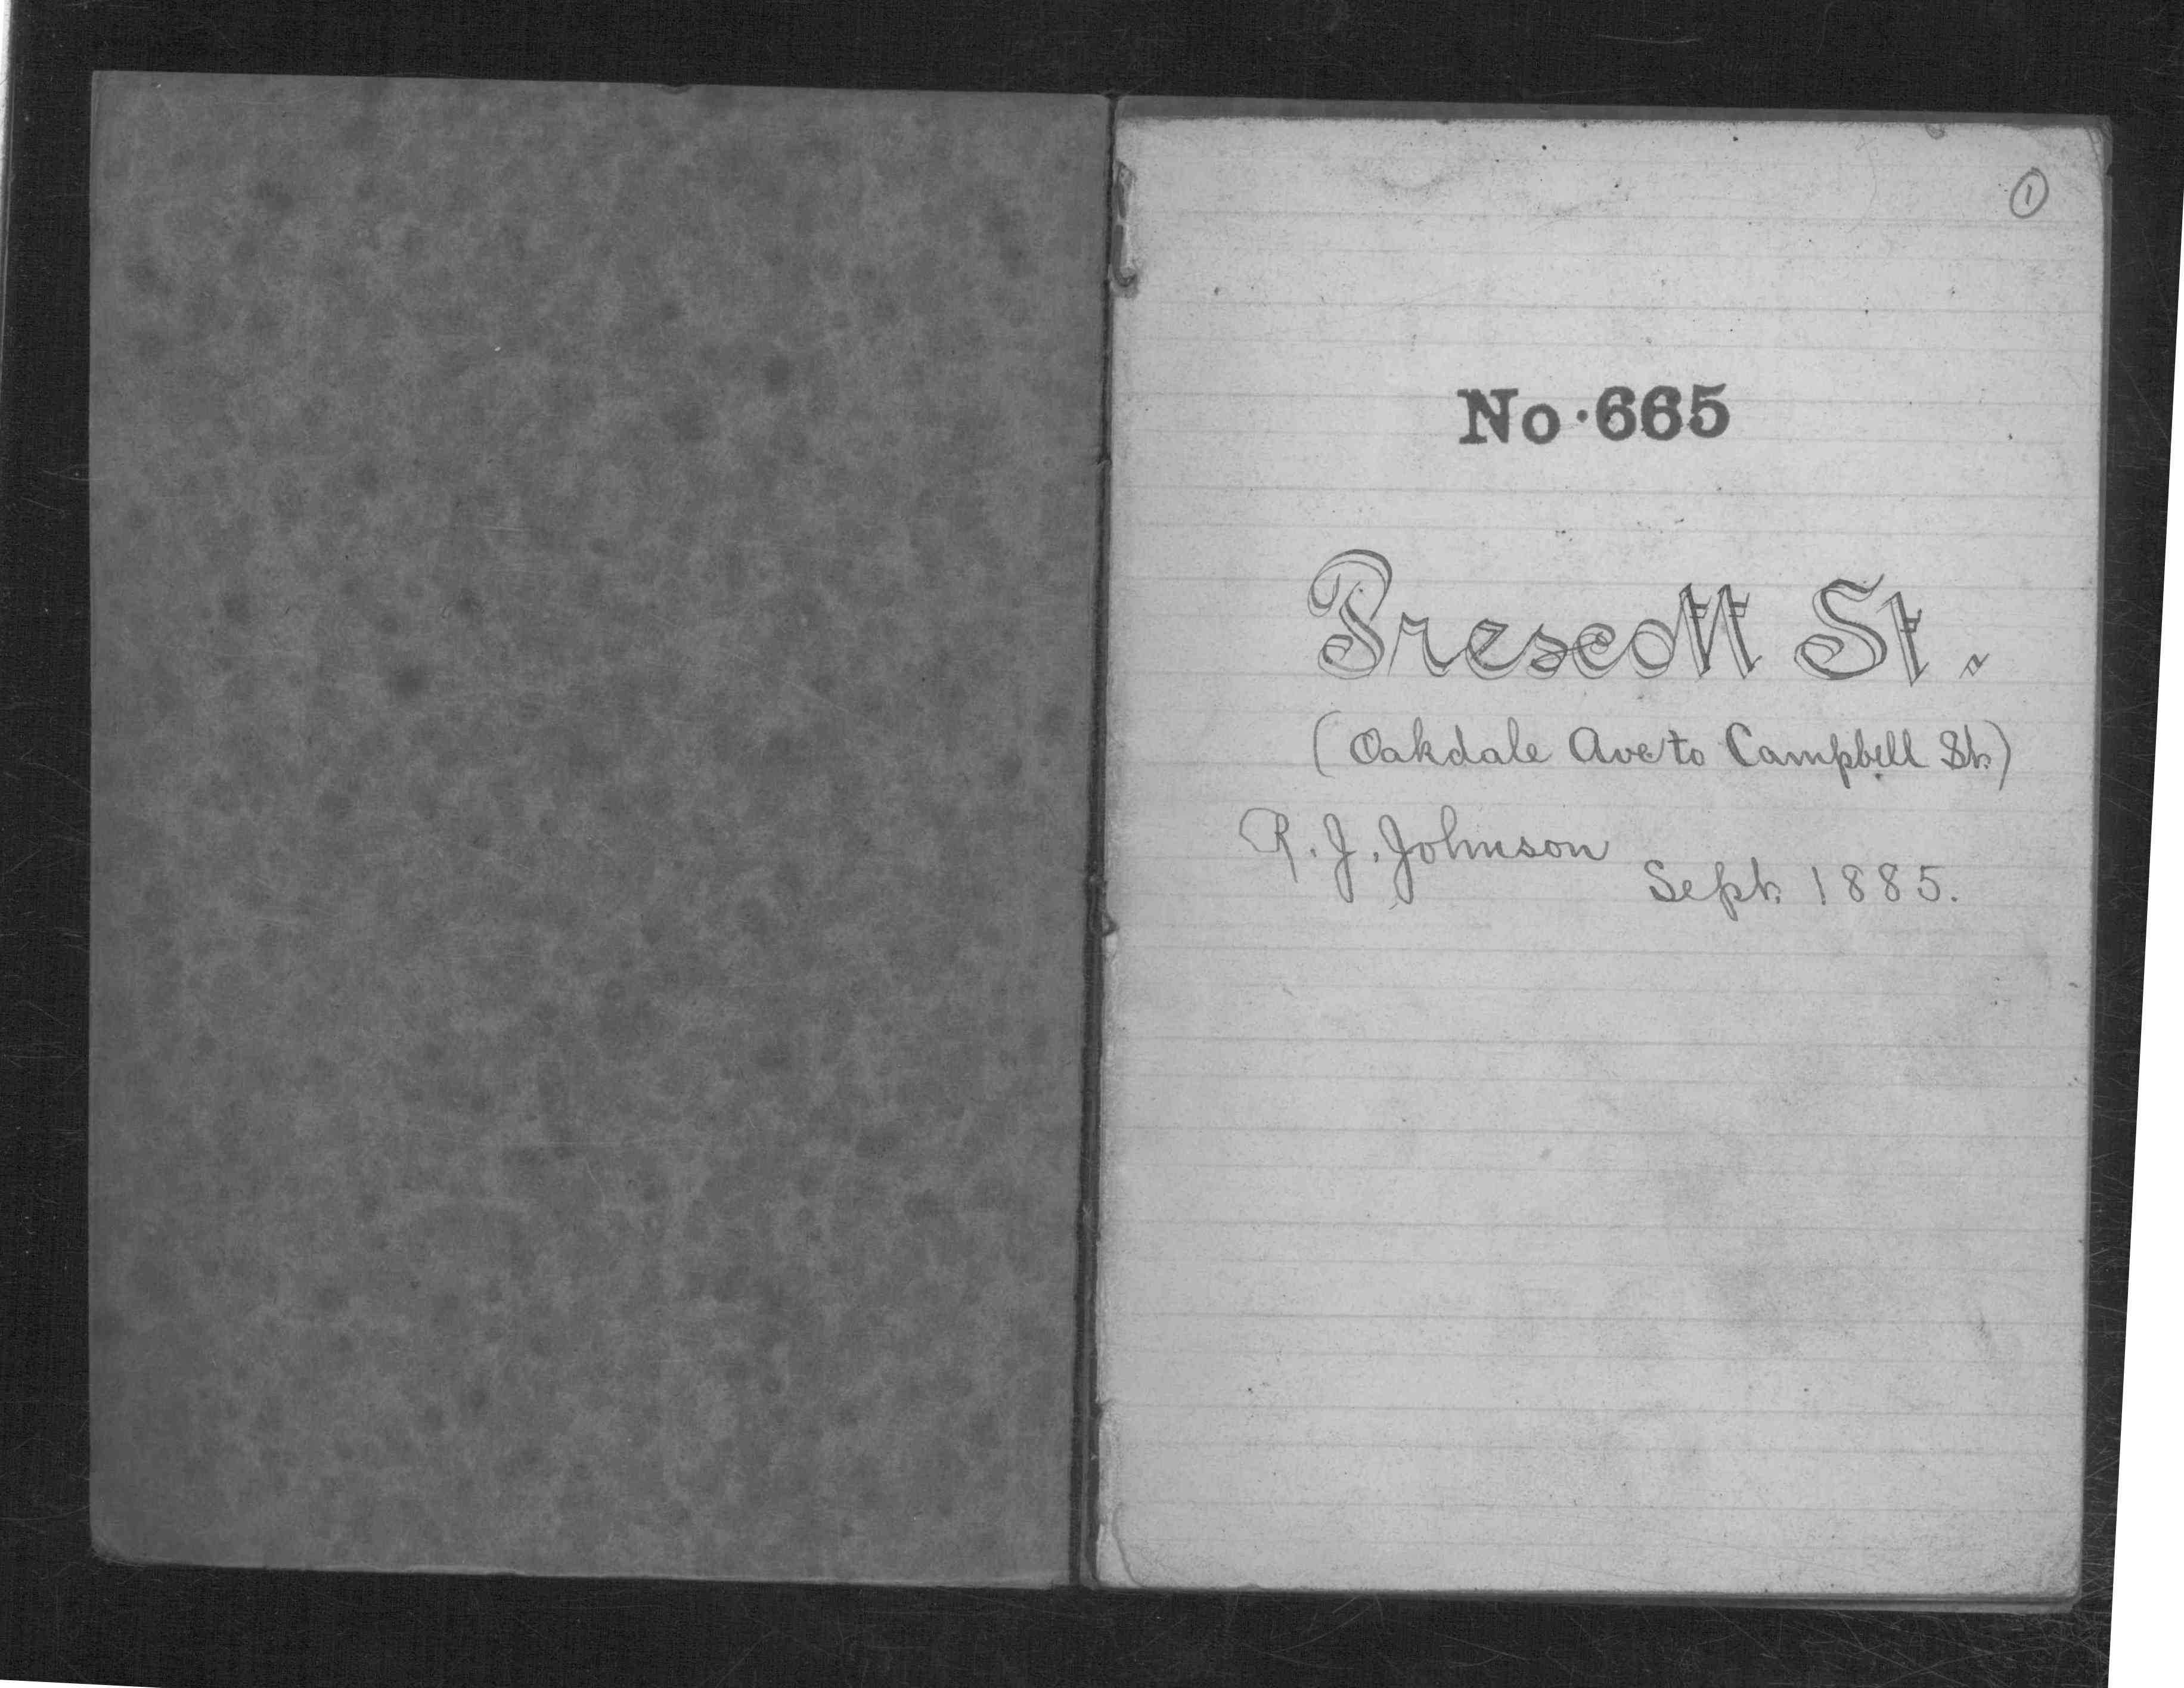 1
No. 665
Prescott St.
(Oakdale Ave to Campbell St.)
R. J. Johnson
Sept. 1885.